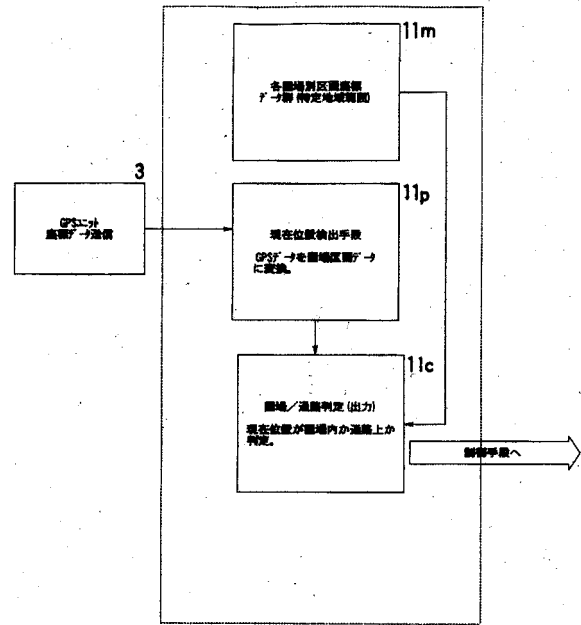 11m
各圃場別区画座標
データ群(特定地域範囲)
3
GPSユニット
座標データ送信
11p
現在位置検出手段
GPSデータを圃場区画データ
に変換。
11c
圃場/道路判定(出力)
現在位置が圃場内か道路上か
判定。
制御手段へ